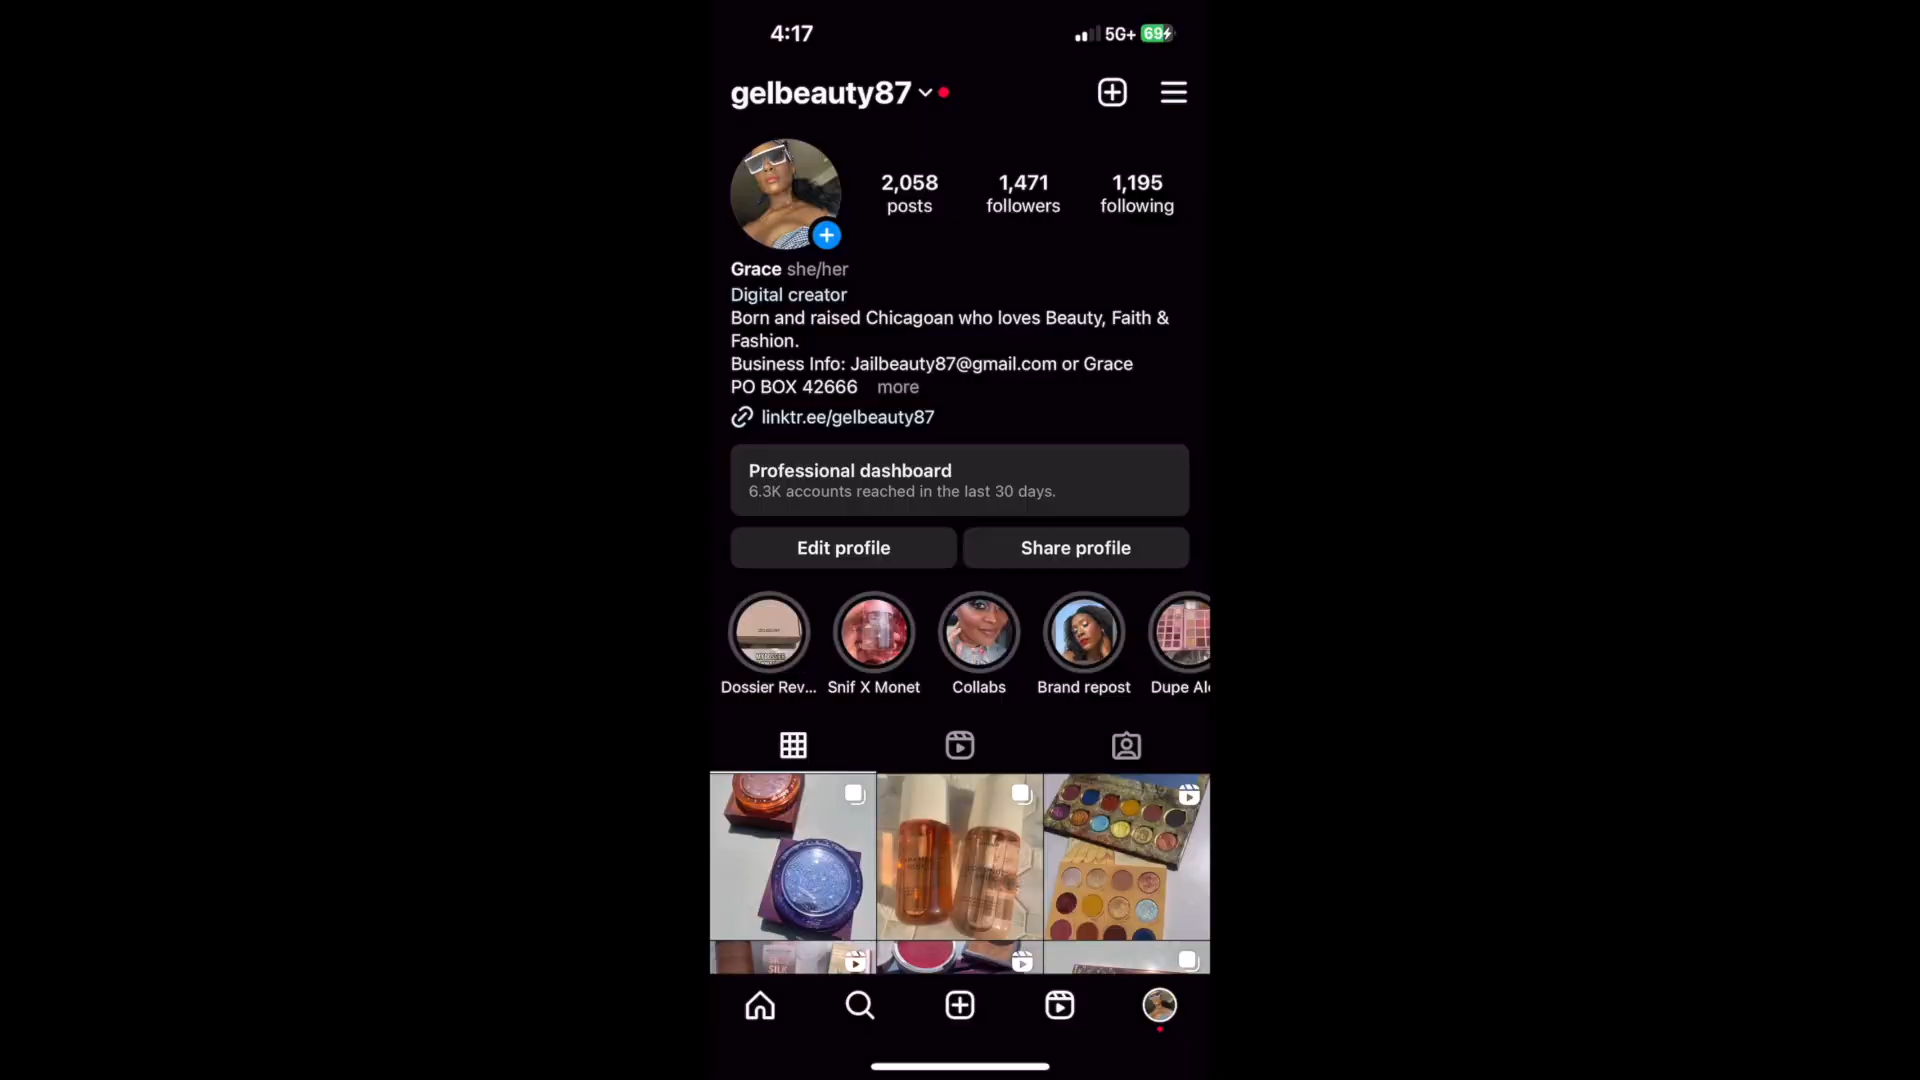 4:17
5G+ 69
gelbeauty87
2,058 1,471 1,195
posts followers following
Grace she/her
Digital creator
Born and raised Chicagoan who loves Beauty, Faith &
Fashion.
Business Info: Jailbeauty87@gmail.com or Grace
PO BOX 42666 more
linktr.ee/gelbeauty87
Professional dashboard
6.3K accounts reached in the last 30 days.
Edit profile Share profile
Dossier Rev... Snif X Monet Collabs Brand repost Dupe Al
SILK